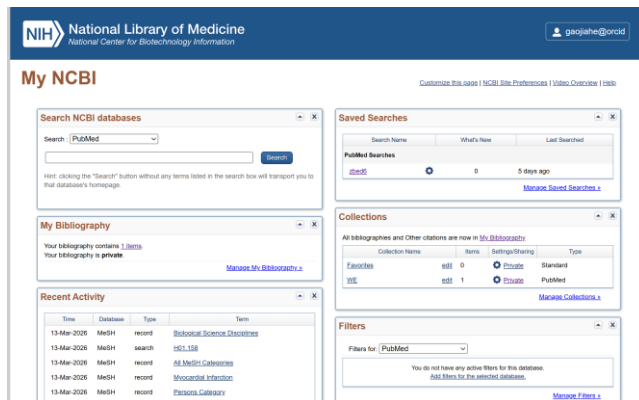 NIH National Library of Medicine
National Center for Biotechnology Information
gaojiahe@orcid
My NCBI
Customize this page | NCBI Site Preferences | Video Overview | Help
Search NCBI databases
Search : PubMed
Search
Hint: clicking the "Search" button without any terms listed in the search box will transport you to
that database's homepage.
My Bibliography
Your bibliography contains 1 items.
Your bibliography is private.
Manage My Bibliography »
Recent Activity
Time Database Type Term
13-Mar-2026 MeSH record Biological Science Disciplines
13-Mar-2026 MeSH search H01.158
13-Mar-2026 MeSH record All MeSH Categories
13-Mar-2026 MeSH record Myocardial Infarction
13-Mar-2026 MeSH record Persons Category
Saved Searches
Search Name What's New Last Searched
PubMed Searches
zbed6 0 5 days ago
Manage Saved Searches »
Collections
All bibliographies and Other citations are now in My Bibliography
Collection Name Items Settings/Sharing Type
Favorites edit 0 Private Standard
WE edit 1 Private PubMed
Manage Collections »
Filters
Filters for: PubMed
You do not have any active filters for this database.
Add filters for the selected database.
Manage Filters »